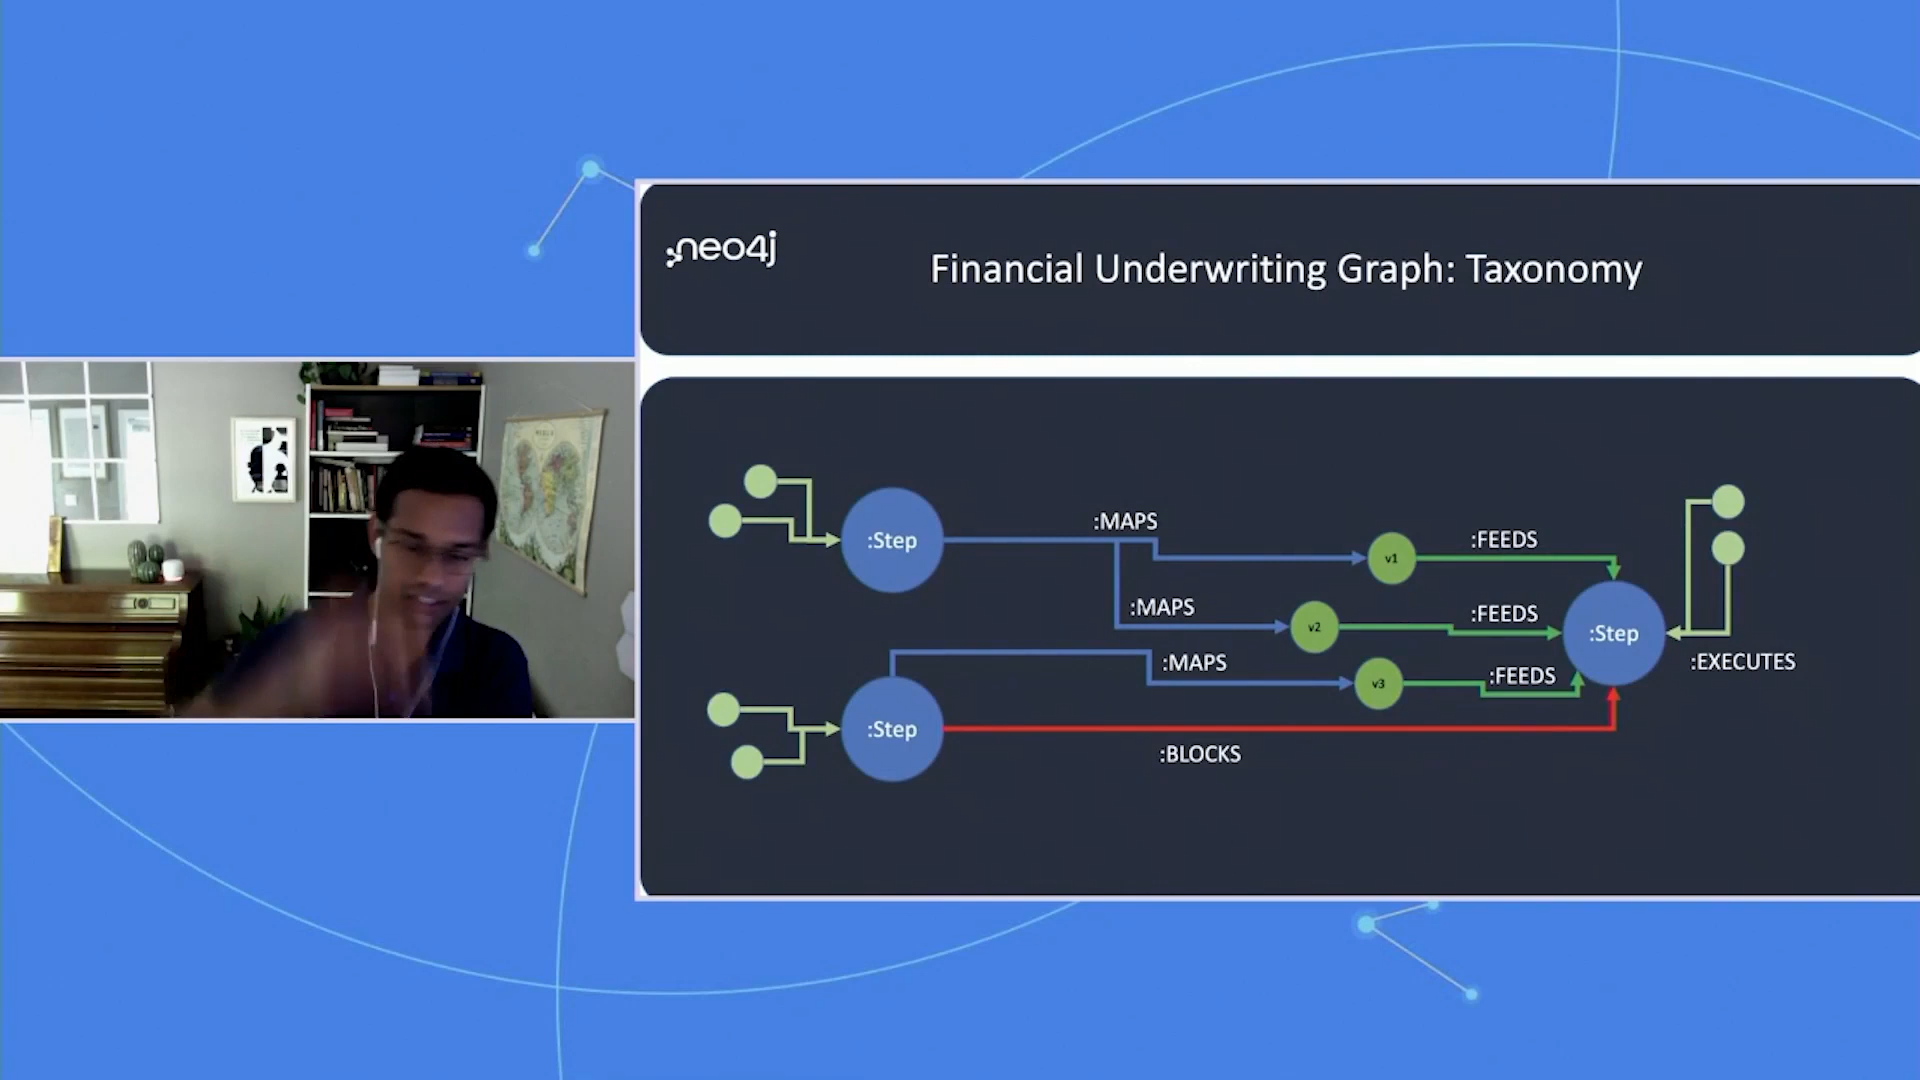 neo4j
Financial Underwriting Graph: Taxonomy
:MAPS
:Step
:FEEDS
v1
:MAPS
:FEEDS
v2
:Step
:MAPS
:FEEDS
:EXECUTES
v3
:Step
:BLOCKS